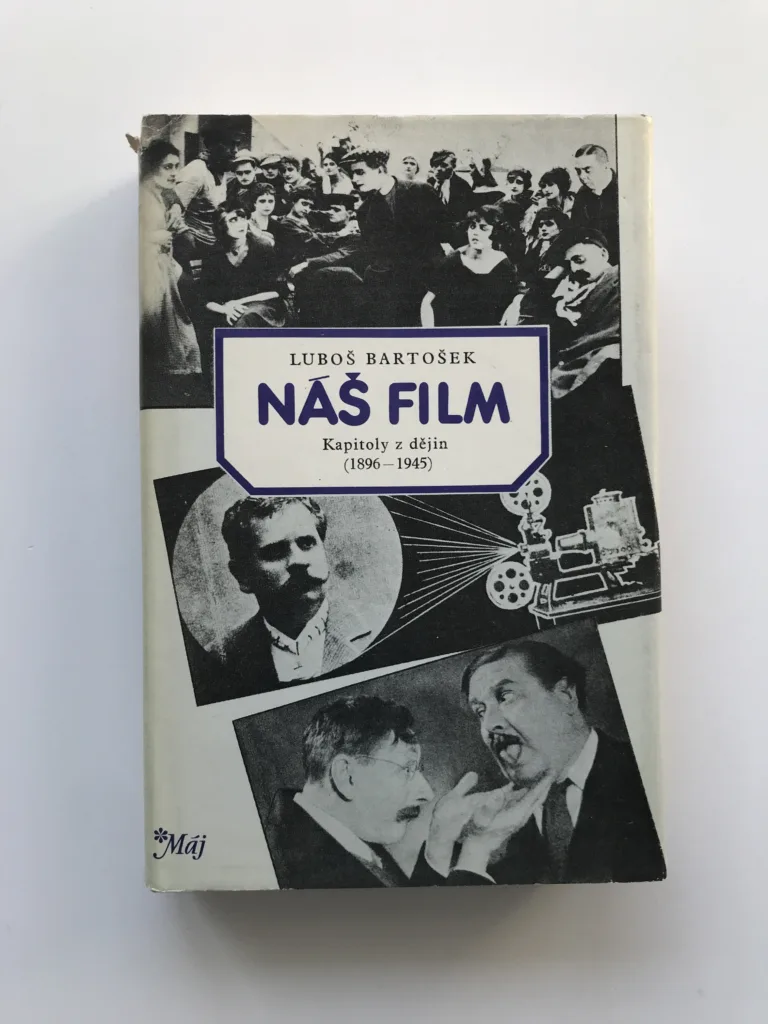 LUBOŠ BARTOŠEK
NÁŠ FILM
Kapitoly z dějin
(1896–1945)
*Máj